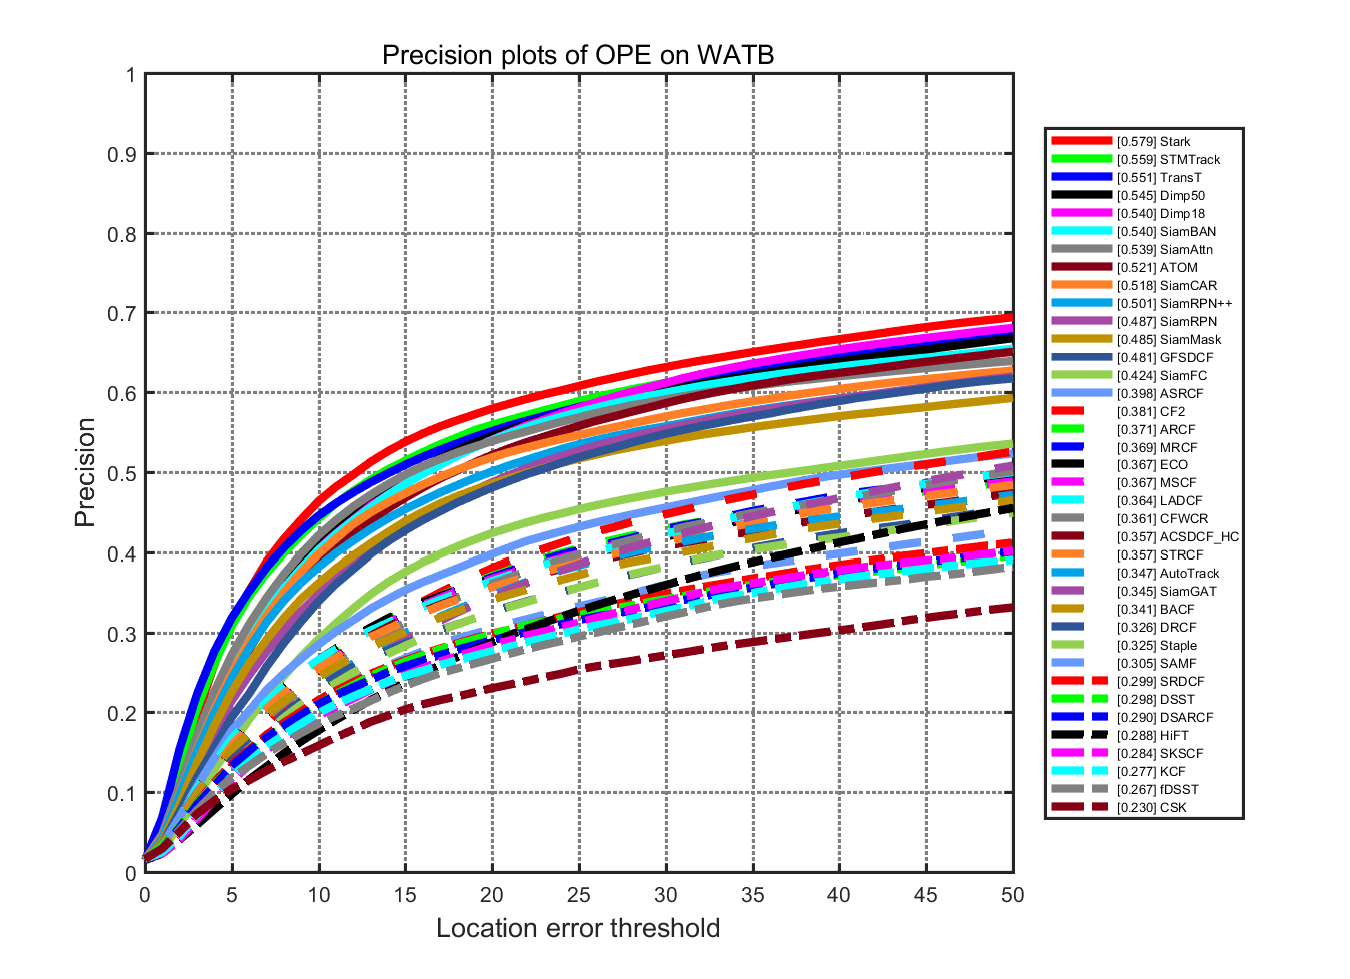 Precision plots of OPE on WATB
1
0.9
0.8
0.7
0.6
0.5
0.4
0.3
0.2
0.1
0
Precision
0 5 10 15 20 25 30 35 40 45 50
Location error threshold
[0.579] Stark
[0.559] STMTrack
[0.551] TransT
[0.545] Dimp50
[0.540] Dimp18
[0.540] SiamBAN
[0.539] SiamAttn
[0.521] ATOM
[0.518] SiamCAR
[0.501] SiamRPN++
[0.487] SiamRPN
[0.485] SiamMask
[0.481] GFSDCF
[0.424] SiamFC
[0.398] ASRCF
[0.381] CF2
[0.371] ARCF
[0.369] MRCF
[0.367] ECO
[0.367] MSCF
[0.364] LADCF
[0.361] CFWCR
[0.357] ACSDCF_HC
[0.357] STRCF
[0.347] AutoTrack
[0.345] SiamGAT
[0.341] BACF
[0.326] DRCF
[0.325] Staple
[0.305] SAMF
[0.299] SRDCF
[0.298] DSST
[0.290] DSARCF
[0.288] HiFT
[0.284] SKSCF
[0.277] KCF
[0.267] fDSST
[0.230] CSK